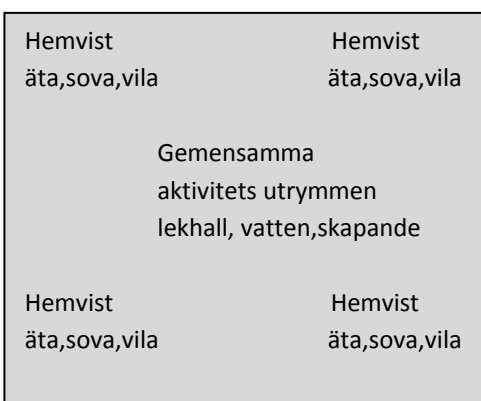 Hemvist Hemvist
äta,sova,vila äta,sova,vila
Gemensamma
aktivitets utrymmen
lekhall, vatten,skapande
Hemvist Hemvist
äta,sova,vila äta,sova,vila